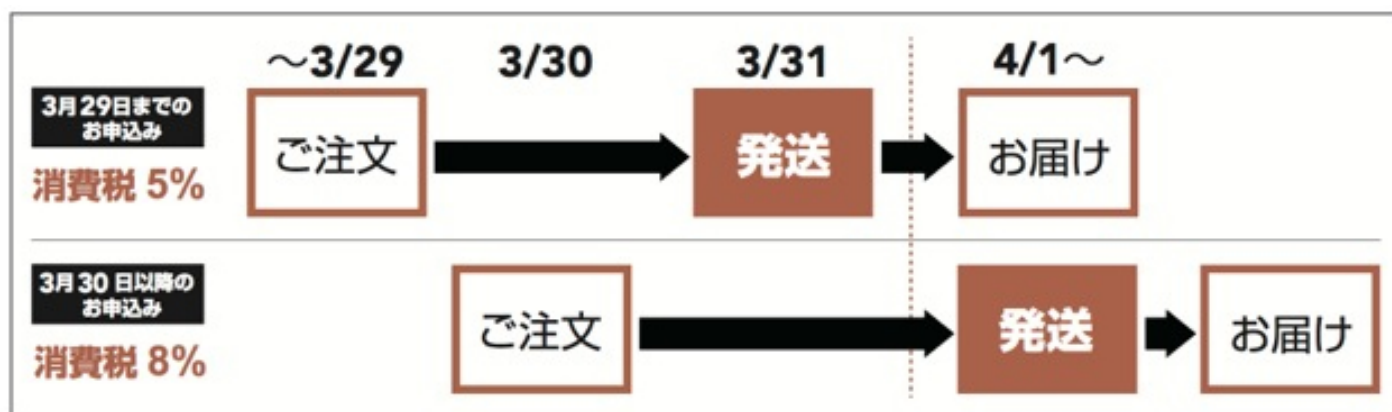 ～3/29 3/30 3/31 4/1～
3月29日までの
お申込み
消費税 5%
ご注文 発送 お届け
3月30日以降の
お申込み
消費税 8%
ご注文 発送 お届け